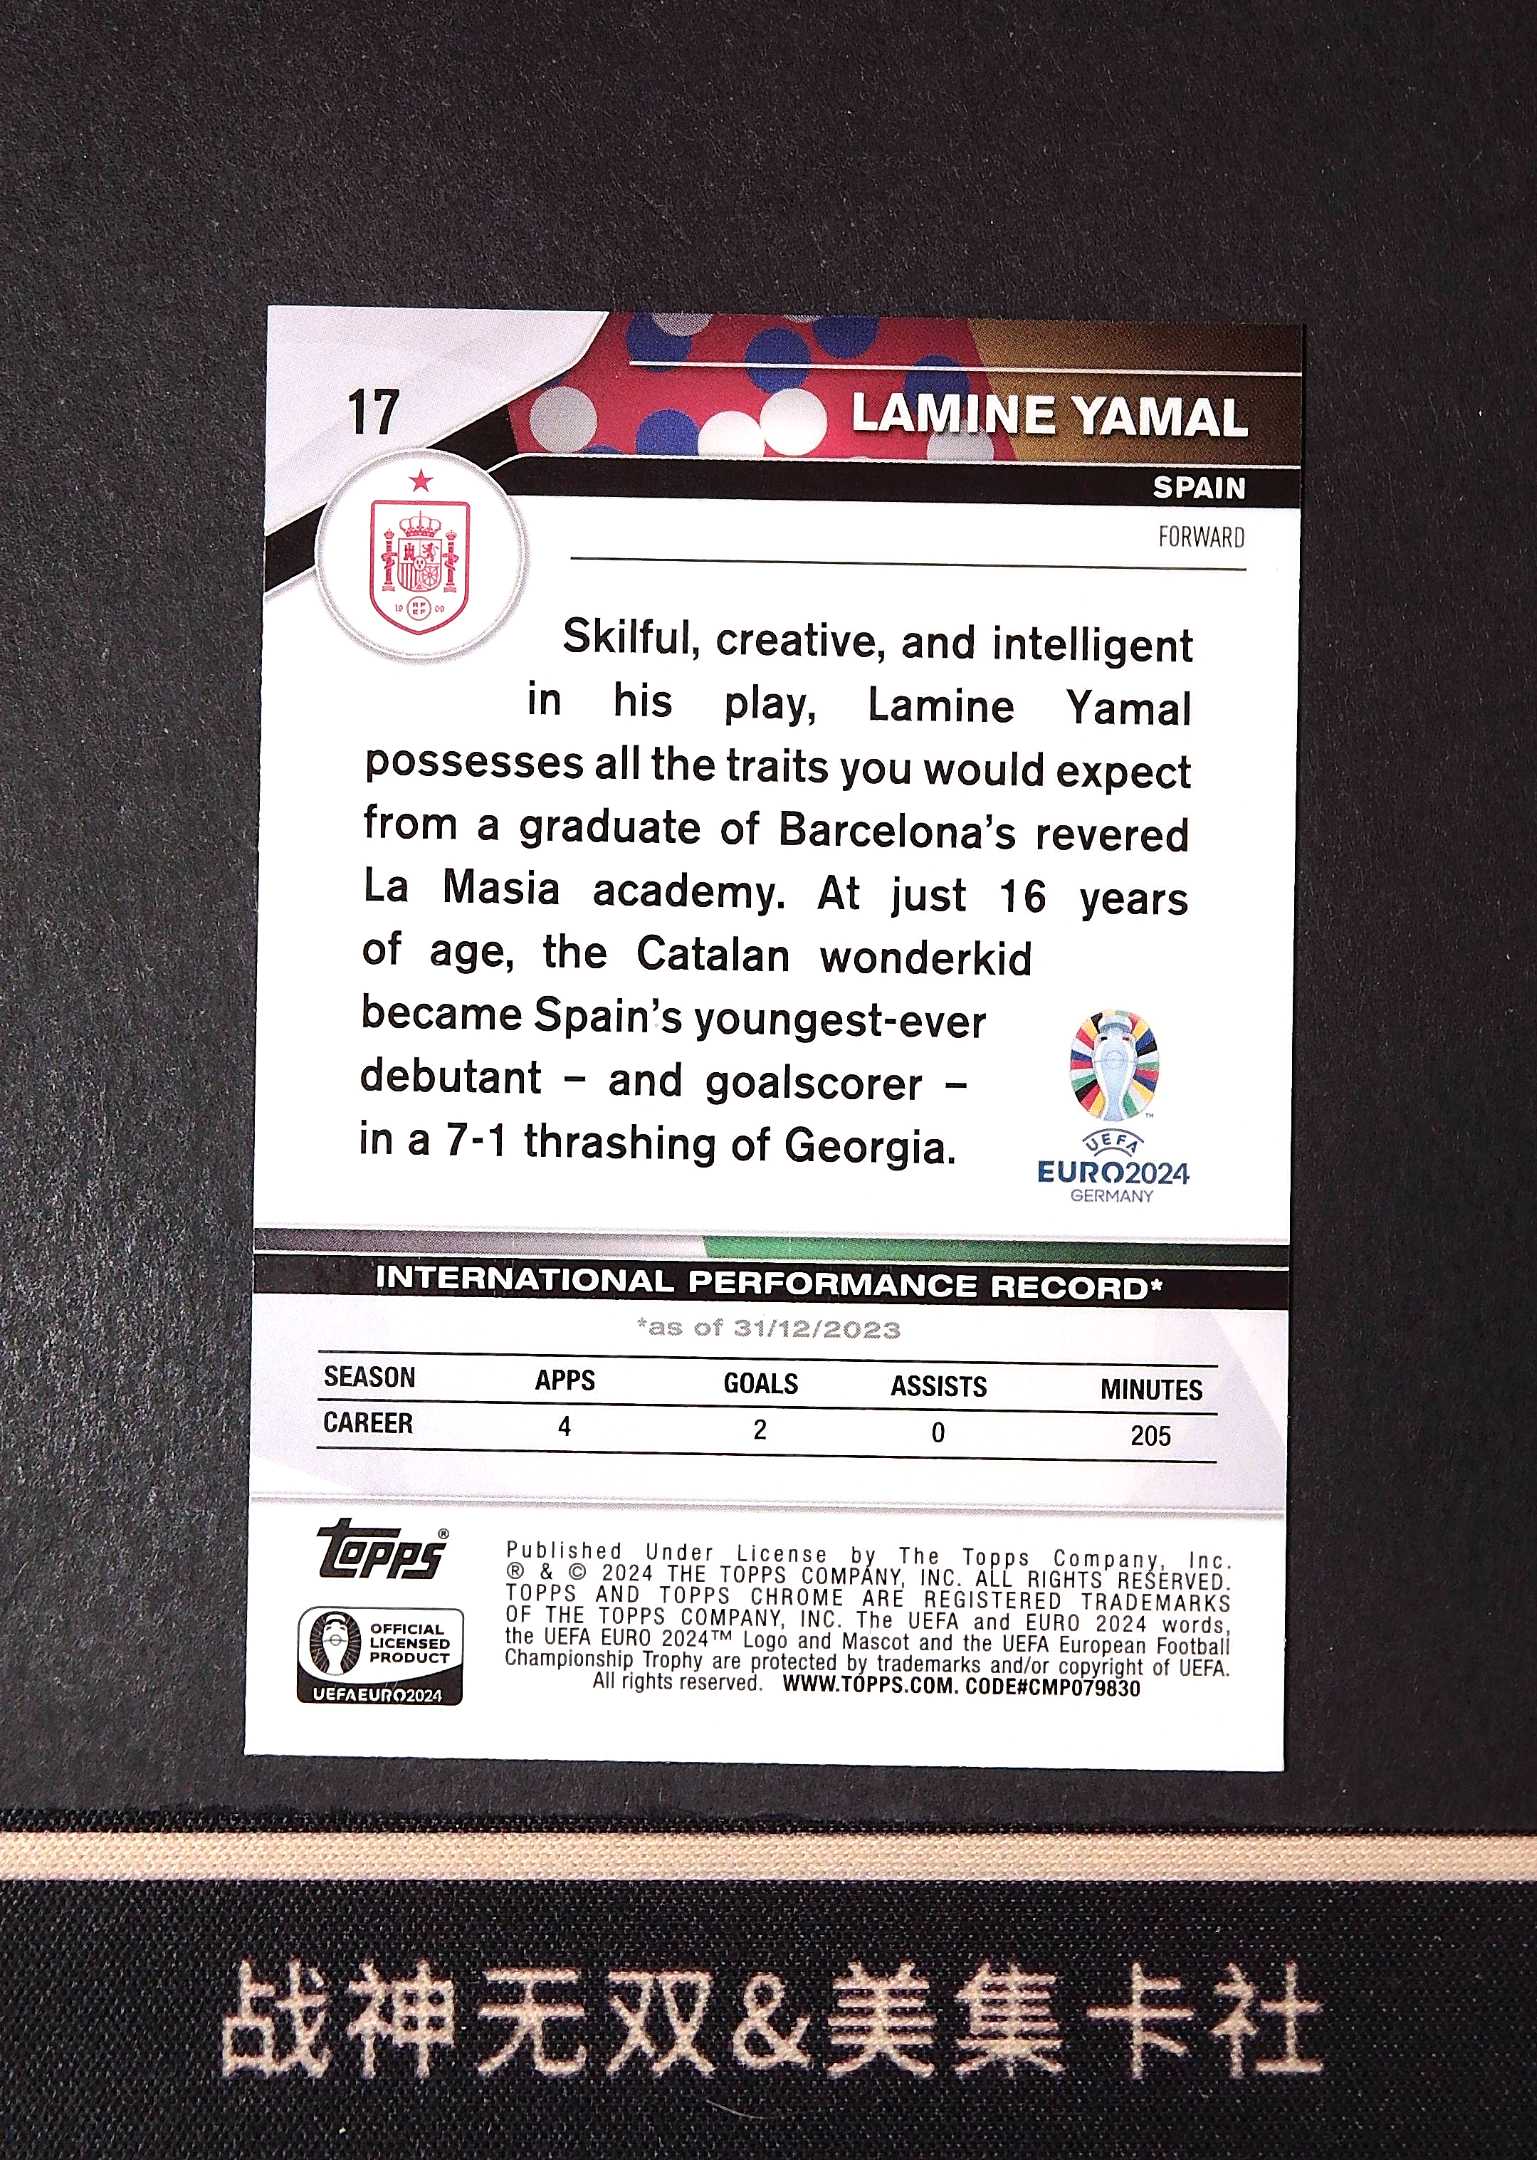 17
LAMINE YAMAL
SPAIN
FORWARD
Skilful, creative, and intelligent
in his play, Lamine Yamal
possesses all the traits you would expect
from a graduate of Barcelona's revered
La Masia academy. At just 16 years
of age, the Catalan wonderkid
became Spain's youngest-ever
debutant – and goalscorer –
in a 7-1 thrashing of Georgia.
UEFA
EURO2024
GERMANY
INTERNATIONAL PERFORMANCE RECORD*
*as of 31/12/2023
SEASON APPS GOALS ASSISTS MINUTES
CAREER 4 2 0 205
topps®
OFFICIAL
LICENSED
PRODUCT
UEFA EURO2024
Published Under License by The Topps Company, Inc.
® & © 2024 THE TOPPS COMPANY, INC. ALL RIGHTS RESERVED.
TOPPS AND TOPPS CHROME ARE REGISTERED TRADEMARKS
OF THE TOPPS COMPANY, INC. The UEFA and EURO 2024 words,
the UEFA EURO 2024™ Logo and Mascot and the UEFA European Football
Championship Trophy are protected by trademarks and/or copyright of UEFA.
All rights reserved. WWW.TOPPS.COM. CODE#CMP079830
战神无双&美集卡社